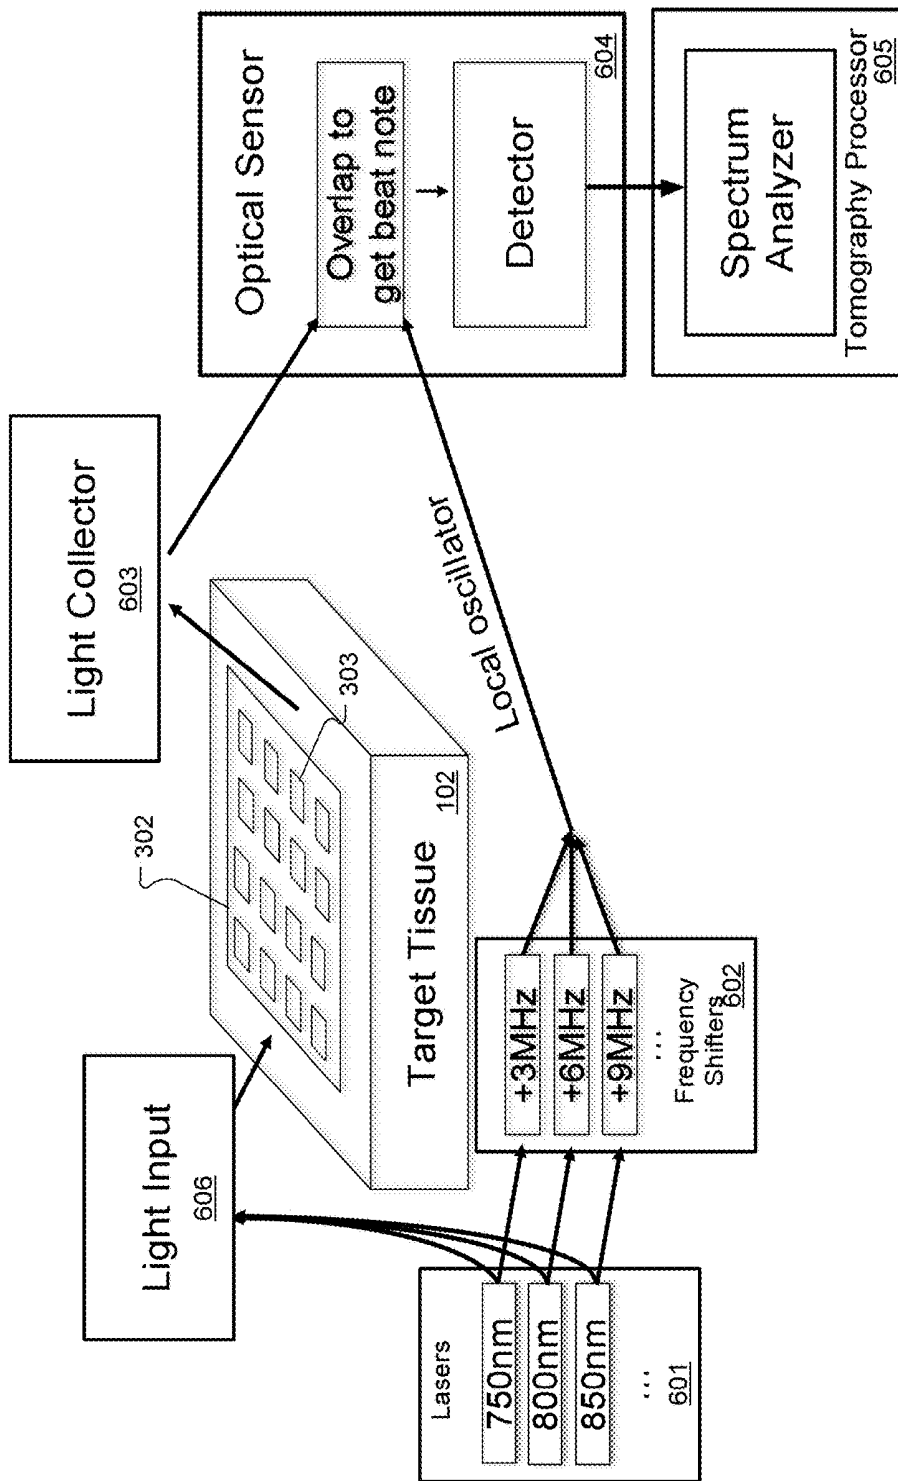 Lasers
750nm
800nm
850nm
...
601
Light Input
606
302
303
Target Tissue
102
+3MHz
+6MHz
+9MHz
...
Frequency
Shifters
602
Light Collector
603
Local oscillator
Optical Sensor
Overlap to
get beat note
Detector
604
Spectrum
Analyzer
Tomography Processor
605